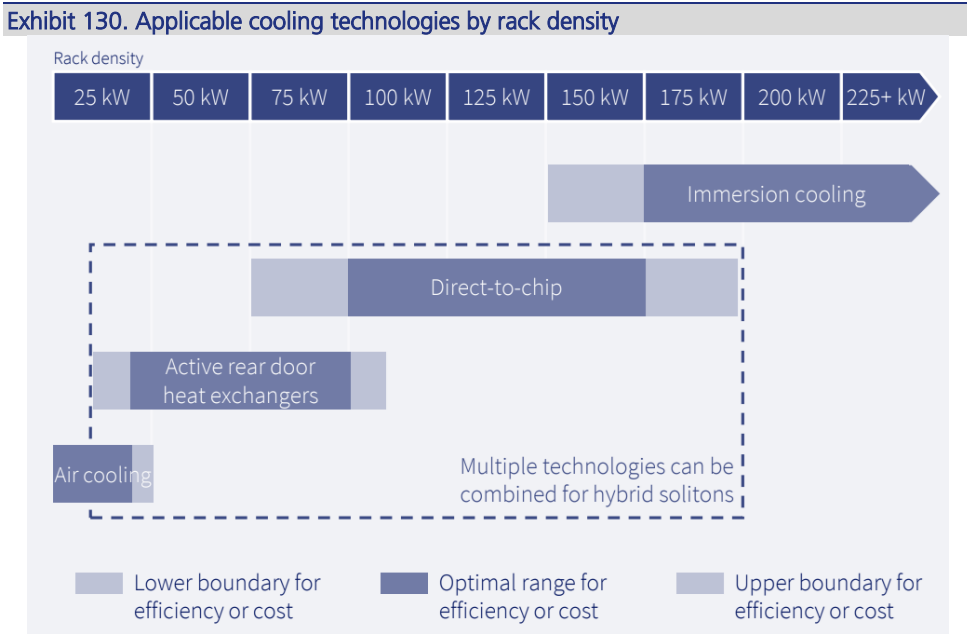 Exhibit 130. Applicable cooling technologies by rack density
Rack density
25 kW
50 kW
75 kW
100 kW
125 kW
150 kW
175 kW
200 kW
225+ kW
Immersion cooling
Direct-to-chip
Active rear door
heat exchangers
Air cooling
Multiple technologies can be
combined for hybrid solitons
Lower boundary for
efficiency or cost
Optimal range for
efficiency or cost
Upper boundary for
efficiency or cost